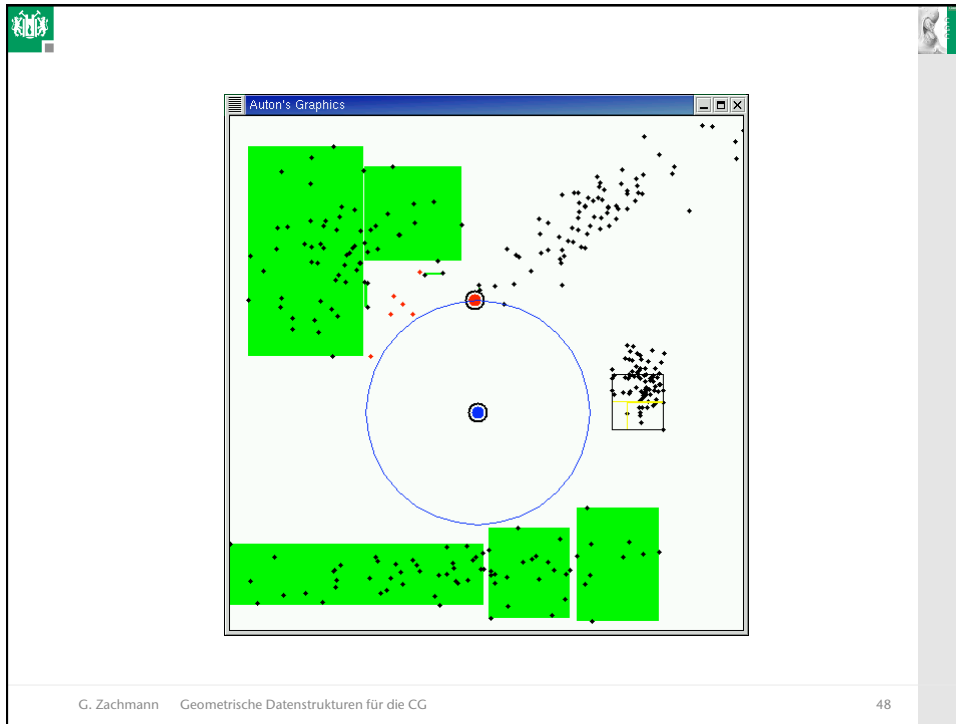 Auton's Graphics
G. Zachmann Geometrische Datenstrukturen für die CG 48